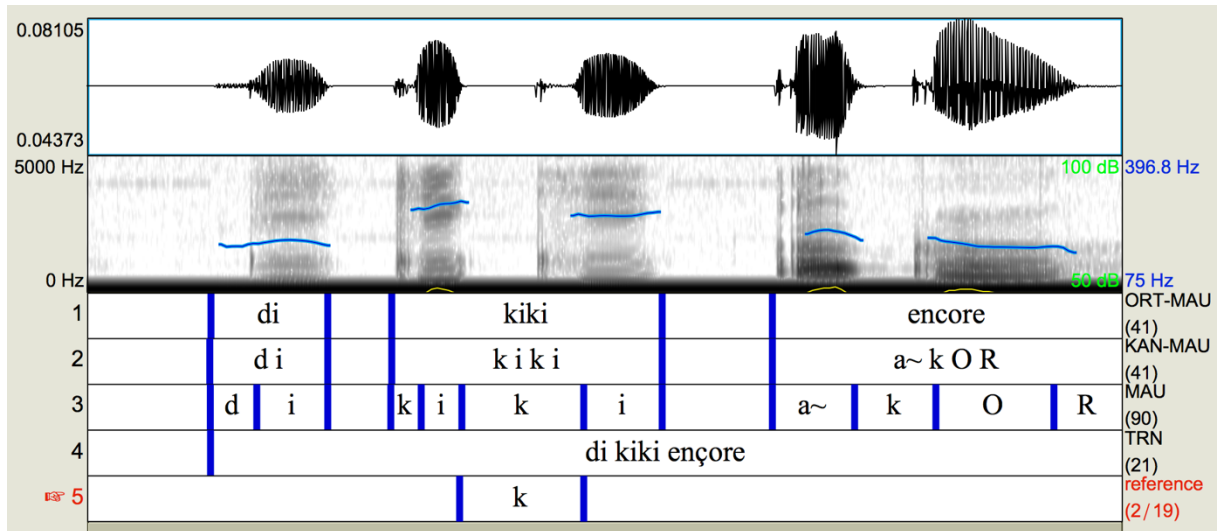 0.08105
0.04373
5000 Hz 100 dB 396.8 Hz
0 Hz 50 dB 75 Hz
1 di kiki encore ORT-MAU (41)
2 d i k i k i a~ k O R KAN-MAU (41)
3 d i k i k i a~ k O R MAU (90)
4 di kiki ençore TRN (21)
☞ 5 k reference (2/19)